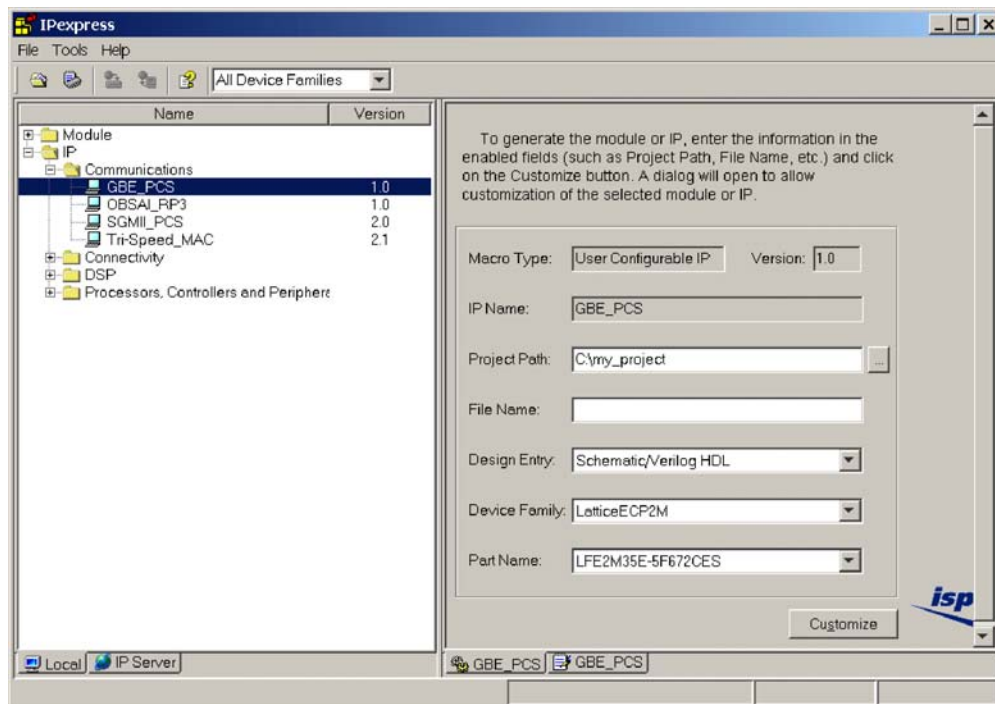 IPexpress
File Tools Help
All Device Families
Name Version
Module
IP
Communications
GBE_PCS 1.0
OBSAI_RP3 1.0
SGMII_PCS 2.0
Tri-Speed_MAC 2.1
Connectivity
DSP
Processors, Controllers and Periphera
To generate the module or IP, enter the information in the
enabled fields (such as Project Path, File Name, etc.) and click
on the Customize button. A dialog will open to allow
customization of the selected module or IP.
Macro Type: User Configurable IP Version: 1.0
IP Name: GBE_PCS
Project Path: C:\my_project ...
File Name:
Design Entry: Schematic/Verilog HDL
Device Family: LatticeECP2M
Part Name: LFE2M35E-5F672CES
isp
Customize
Local IP Server
GBE_PCS GBE_PCS